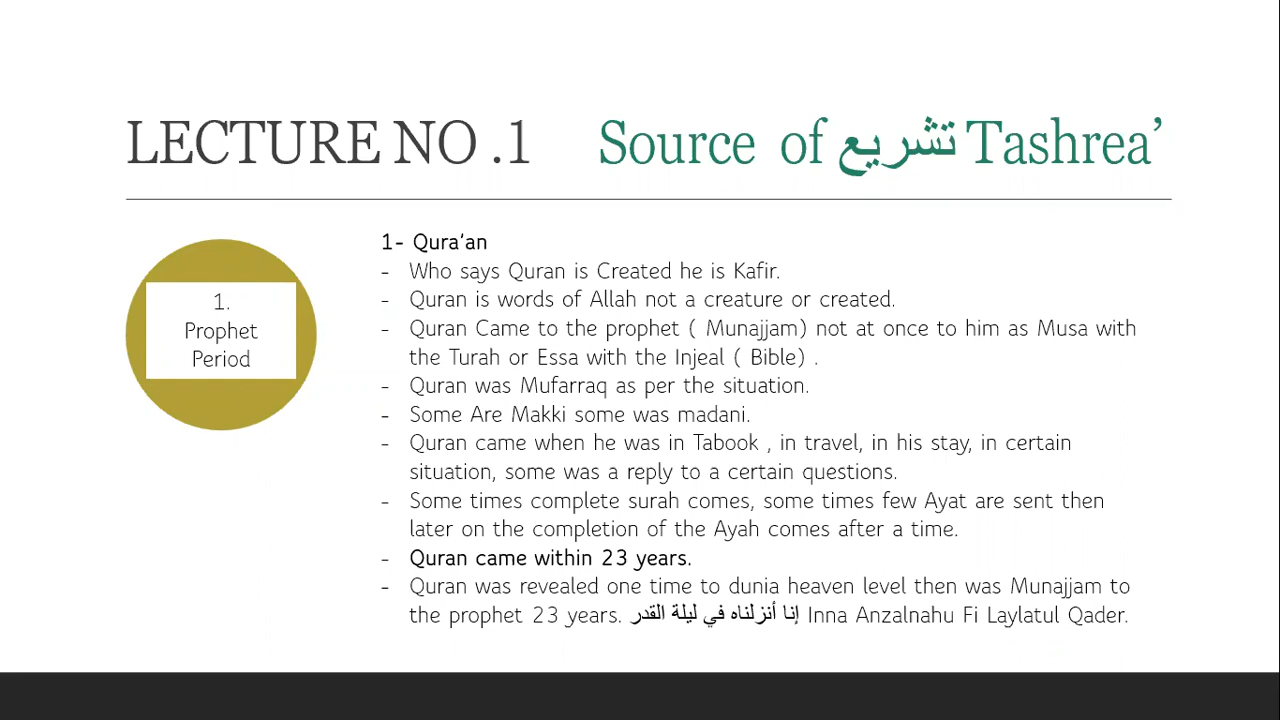 LECTURE NO .1 Source of تشريع Tashrea’
1.
Prophet
Period
1- Qura’an
- Who says Quran is Created he is Kafir.
- Quran is words of Allah not a creature or created.
- Quran Came to the prophet ( Munajjam) not at once to him as Musa with
the Turah or Essa with the Injeal ( Bible) .
- Quran was Mufarraq as per the situation.
- Some Are Makki some was madani.
- Quran came when he was in Tabook , in travel, in his stay, in certain
situation, some was a reply to a certain questions.
- Some times complete surah comes, some times few Ayat are sent then
later on the completion of the Ayah comes after a time.
- Quran came within 23 years.
- Quran was revealed one time to dunia heaven level then was Munajjam to
the prophet 23 years. إنا أنزلناه في ليلة القدر Inna Anzalnahu Fi Laylatul Qader.